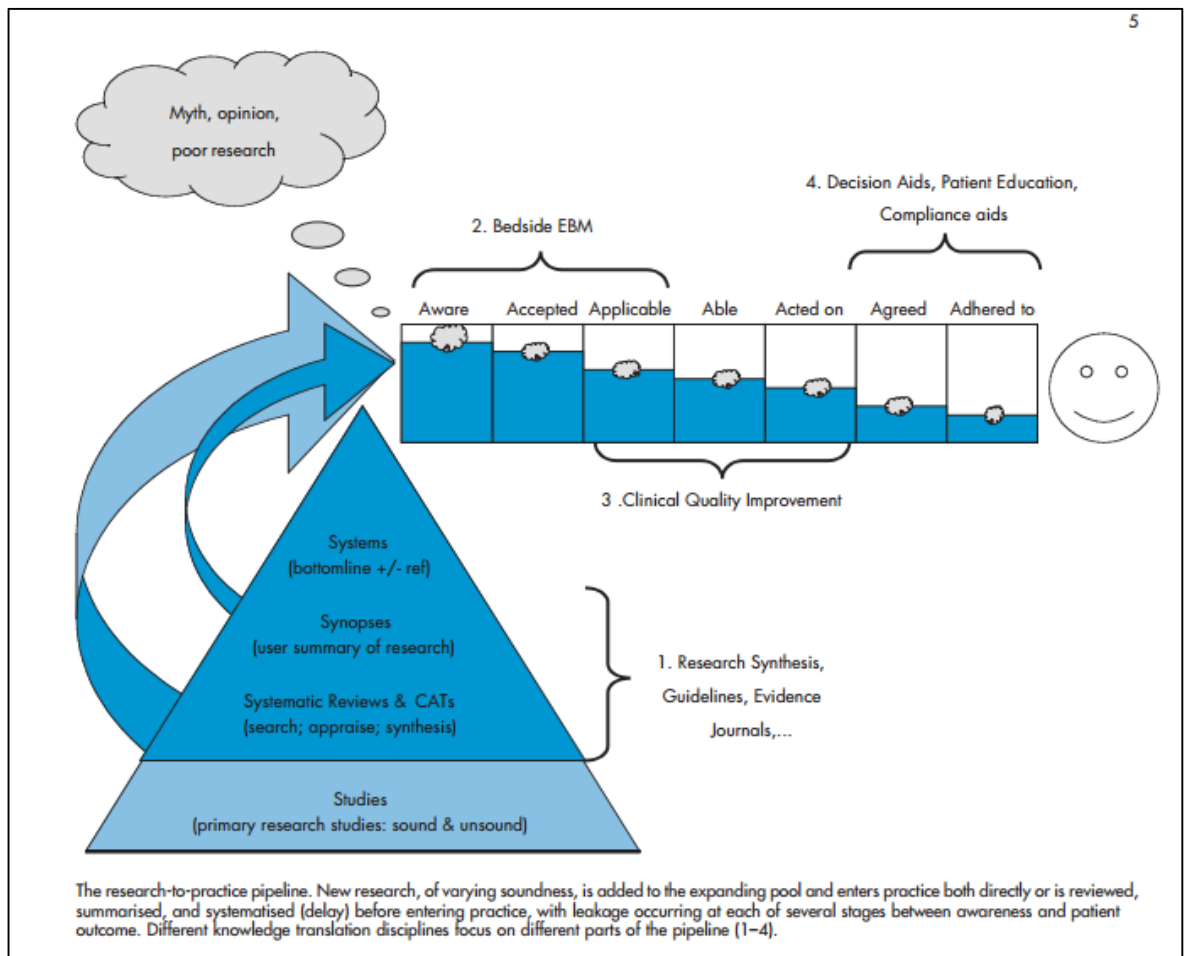 5
Myth, opinion,
poor research
4. Decision Aids, Patient Education,
Compliance aids
2. Bedside EBM
Aware Accepted Applicable Able Acted on Agreed Adhered to
3 .Clinical Quality Improvement
Systems
(bottomline +/- ref)
Synopses
(user summary of research)
Systematic Reviews & CATs
(search; appraise; synthesis)
1. Research Synthesis,
Guidelines, Evidence
Journals,...
Studies
(primary research studies: sound & unsound)
The research-to-practice pipeline. New research, of varying soundness, is added to the expanding pool and enters practice both directly or is reviewed,
summarised, and systematised (delay) before entering practice, with leakage occurring at each of several stages between awareness and patient
outcome. Different knowledge translation disciplines focus on different parts of the pipeline (1–4).